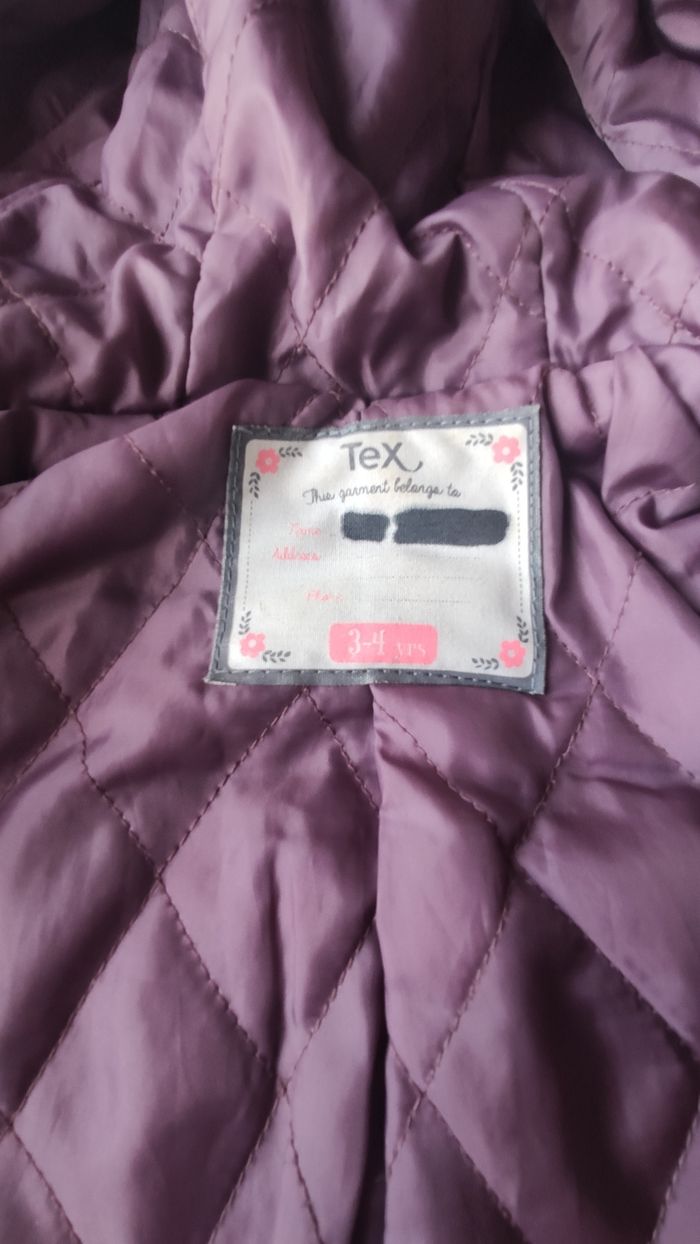 TeX
This garment belongs to
Name
Address
Phone
3-4 yrs